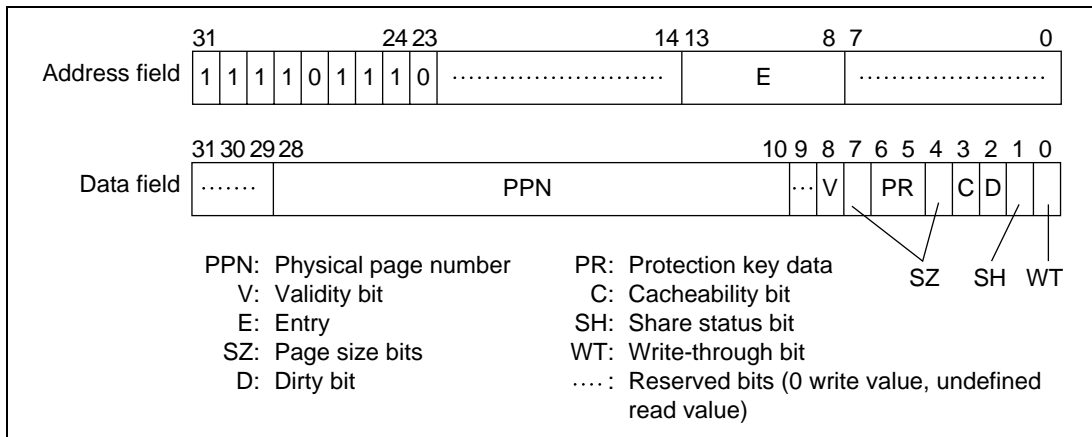 31 24 23 14 13 8 7 0
Address field 1 1 1 1 0 1 1 1 0 ............................ E ............................
31 30 29 28 10 9 8 7 6 5 4 3 2 1 0
Data field ....... PPN ... V PR C D
SZ SH WT
PPN: Physical page number PR: Protection key data
V: Validity bit C: Cacheability bit
E: Entry SH: Share status bit
SZ: Page size bits WT: Write-through bit
D: Dirty bit ....: Reserved bits (0 write value, undefined
read value)